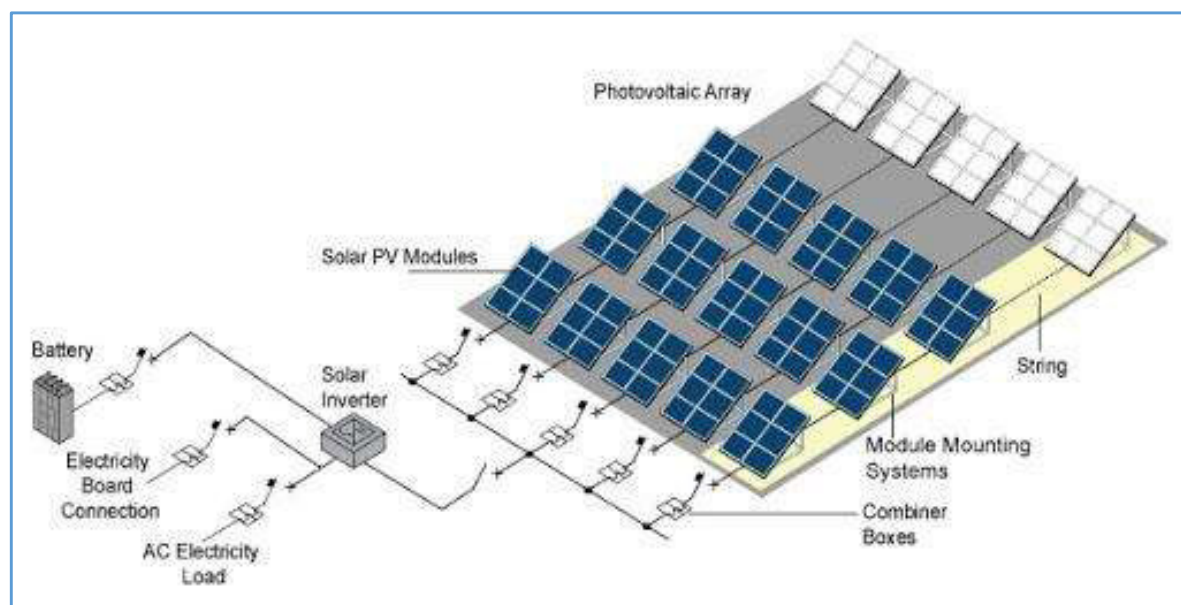 Photovoltaic Array
Solar PV Modules
Battery
Solar
Inverter
String
Electricity
Board
Connection
Module Mounting
Systems
AC Electricity
Load
Combiner
Boxes